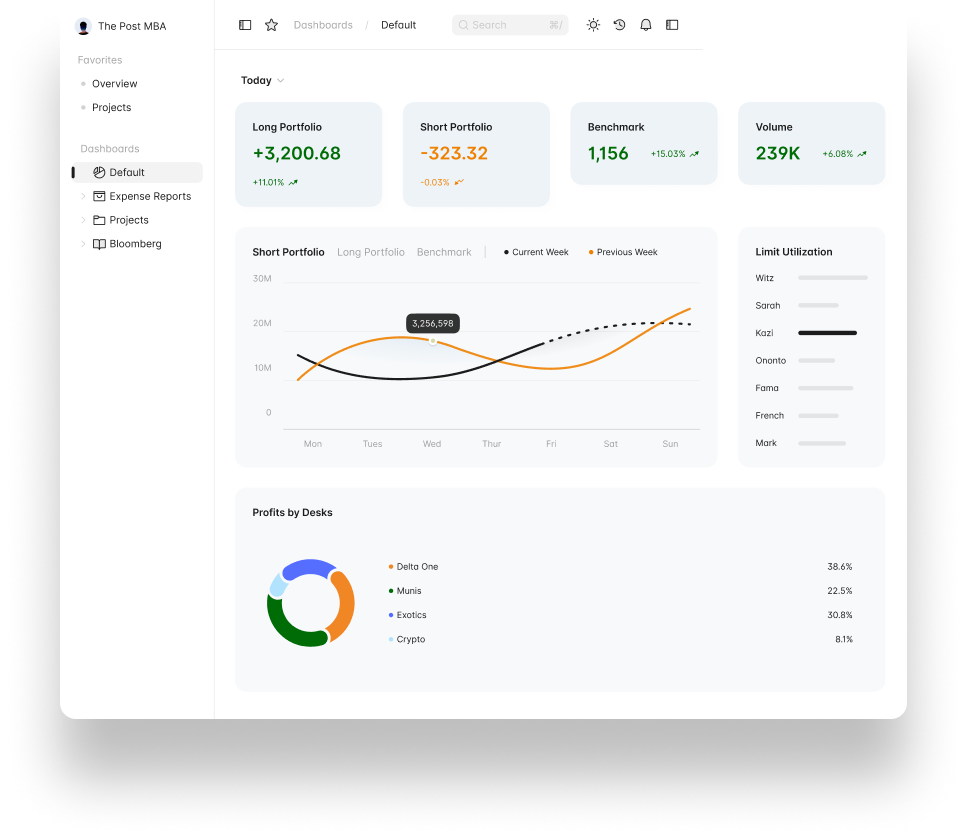 The Post MBA
Favorites
Overview
Projects
Dashboards
Default
Expense Reports
Projects
Bloomberg
Dashboards / Default
Search ⌘/
Today
Long Portfolio
+3,200.68
+11.01%
Short Portfolio
-323.32
-0.03%
Benchmark
1,156 +15.03%
Volume
239K +6.08%
Short Portfolio Long Portfolio Benchmark Current Week Previous Week
30M
20M
10M
0
3,256,598
Mon Tues Wed Thur Fri Sat Sun
Limit Utilization
Witz
Sarah
Kazi
Ononto
Fama
French
Mark
Profits by Desks
Delta One 38.6%
Munis 22.5%
Exotics 30.8%
Crypto 8.1%